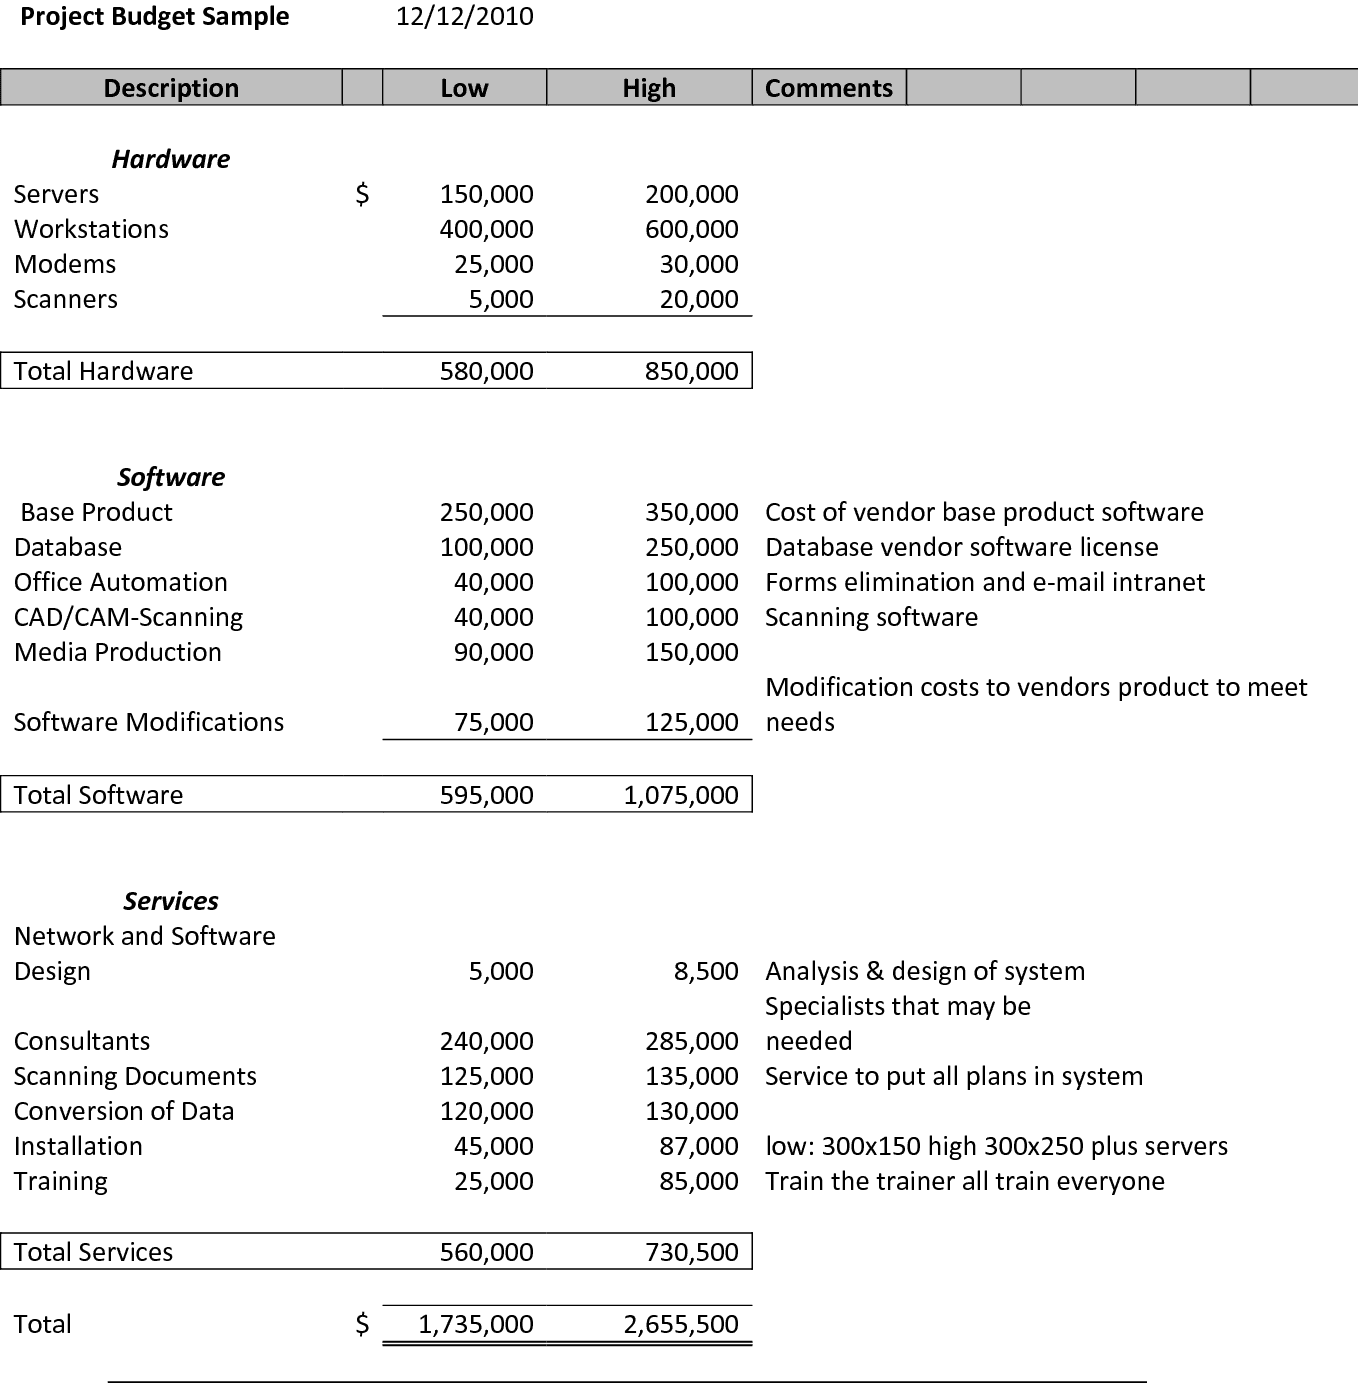 Project Budget Sample 12/12/2010
Description Low High Comments
Hardware
Servers $ 150,000 200,000
Workstations 400,000 600,000
Modems 25,000 30,000
Scanners 5,000 20,000
Total Hardware 580,000 850,000
Software
Base Product 250,000 350,000 Cost of vendor base product software
Database 100,000 250,000 Database vendor software license
Office Automation 40,000 100,000 Forms elimination and e-mail intranet
CAD/CAM-Scanning 40,000 100,000 Scanning software
Media Production 90,000 150,000
Modification costs to vendors product to meet
Software Modifications 75,000 125,000 needs
Total Software 595,000 1,075,000
Services
Network and Software
Design 5,000 8,500 Analysis & design of system
Specialists that may be
Consultants 240,000 285,000 needed
Scanning Documents 125,000 135,000 Service to put all plans in system
Conversion of Data 120,000 130,000
Installation 45,000 87,000 low: 300x150 high 300x250 plus servers
Training 25,000 85,000 Train the trainer all train everyone
Total Services 560,000 730,500
Total $ 1,735,000 2,655,500